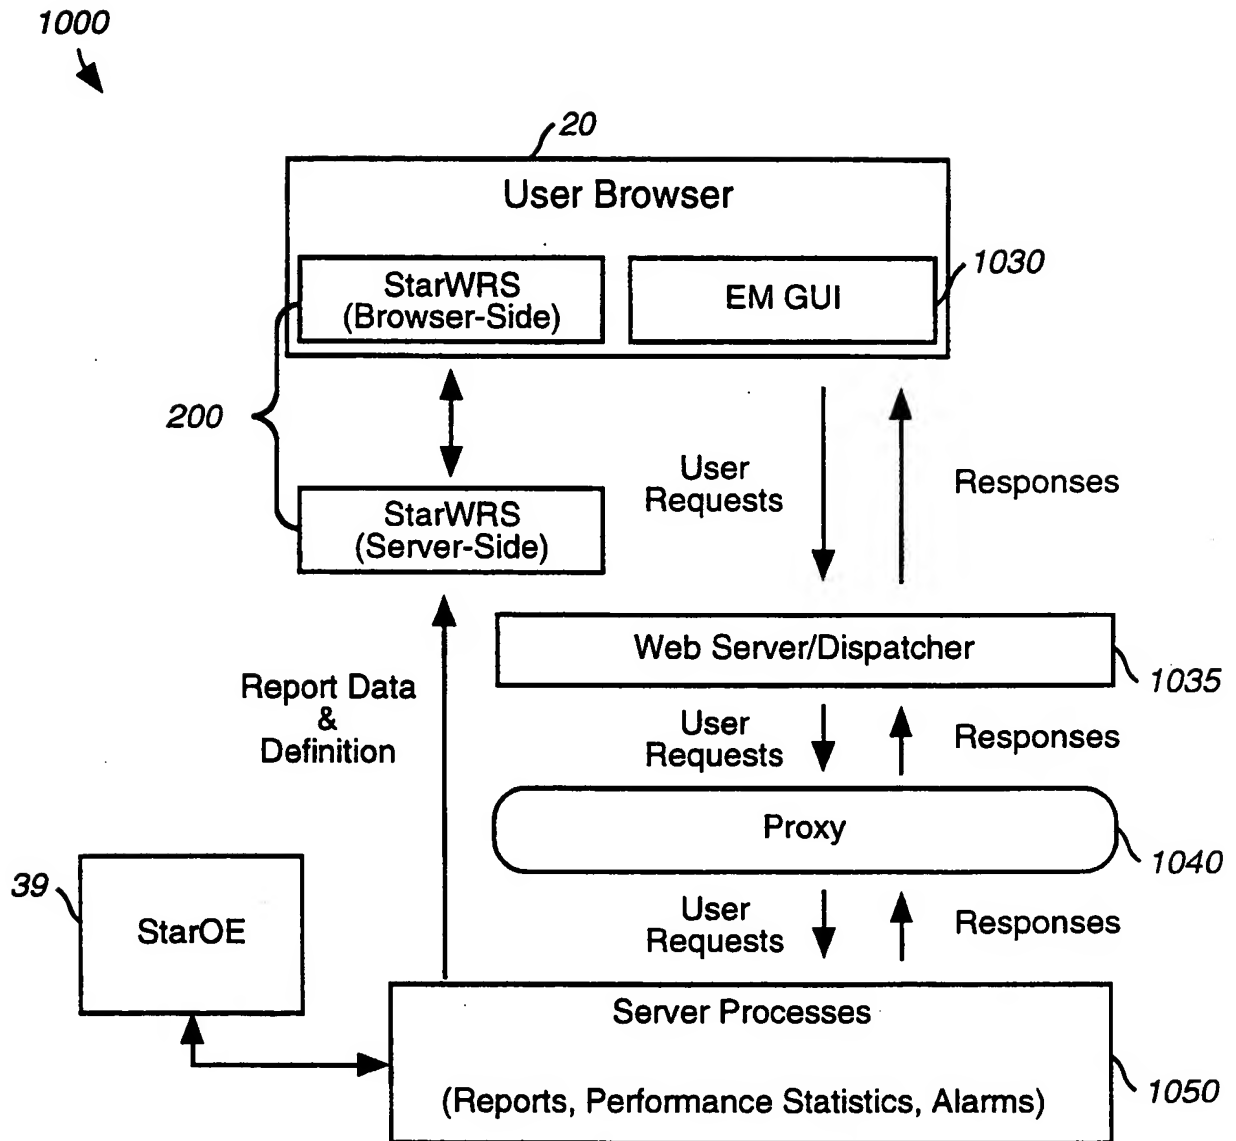 1000
20
User Browser
StarWRS
(Browser-Side)
EM GUI
1030
200
User
Requests
Responses
StarWRS
(Server-Side)
Web Server/Dispatcher
1035
Report Data
&
Definition
User
Requests
Responses
Proxy
1040
39
StarOE
User
Requests
Responses
Server Processes
(Reports, Performance Statistics, Alarms)
1050